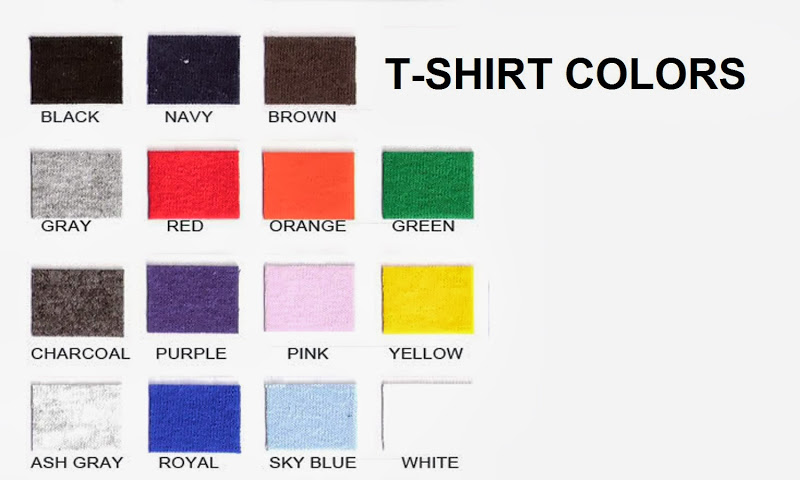 T-SHIRT COLORS
BLACK NAVY BROWN
GRAY RED ORANGE GREEN
CHARCOAL PURPLE PINK YELLOW
ASH GRAY ROYAL SKY BLUE WHITE